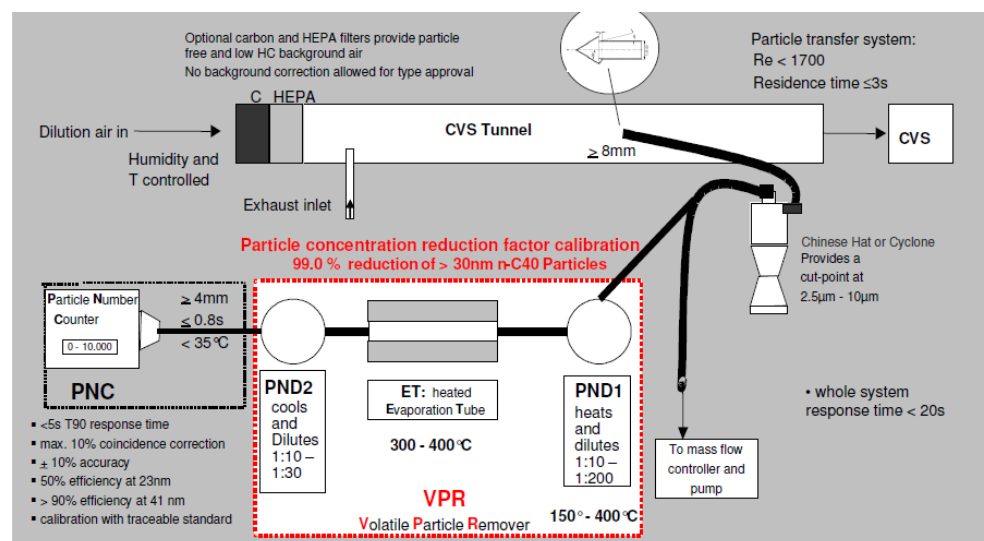 Optional carbon and HEPA filters provide particle
free and low HC background air
No background correction allowed for type approval
Particle transfer system:
Re < 1700
Residence time ≤3s
C HEPA
Dilution air in
CVS Tunnel
≥ 8mm
CVS
Humidity and
T controlled
Exhaust inlet
Chinese Hat or Cyclone
Provides a
cut-point at
2.5µm - 10µm
Particle concentration reduction factor calibration
99.0 % reduction of > 30nm n-C40 Particles
Particle Number
Counter
0 - 10.000
≥ 4mm
≤ 0.8s
< 35°C
PNC
PND2
cools
and
Dilutes
1:10 –
1:30
ET: heated
Evaporation Tube
300 - 400°C
PND1
heats
and
dilutes
1:10 –
1:200
150°- 400°C
VPR
Volatile Particle Remover
To mass flow
controller and
pump
• whole system
response time < 20s
▪ <5s T90 response time
▪ max. 10% coincidence correction
▪ ± 10% accuracy
▪ 50% efficiency at 23nm
▪ > 90% efficiency at 41 nm
▪ calibration with traceable standard